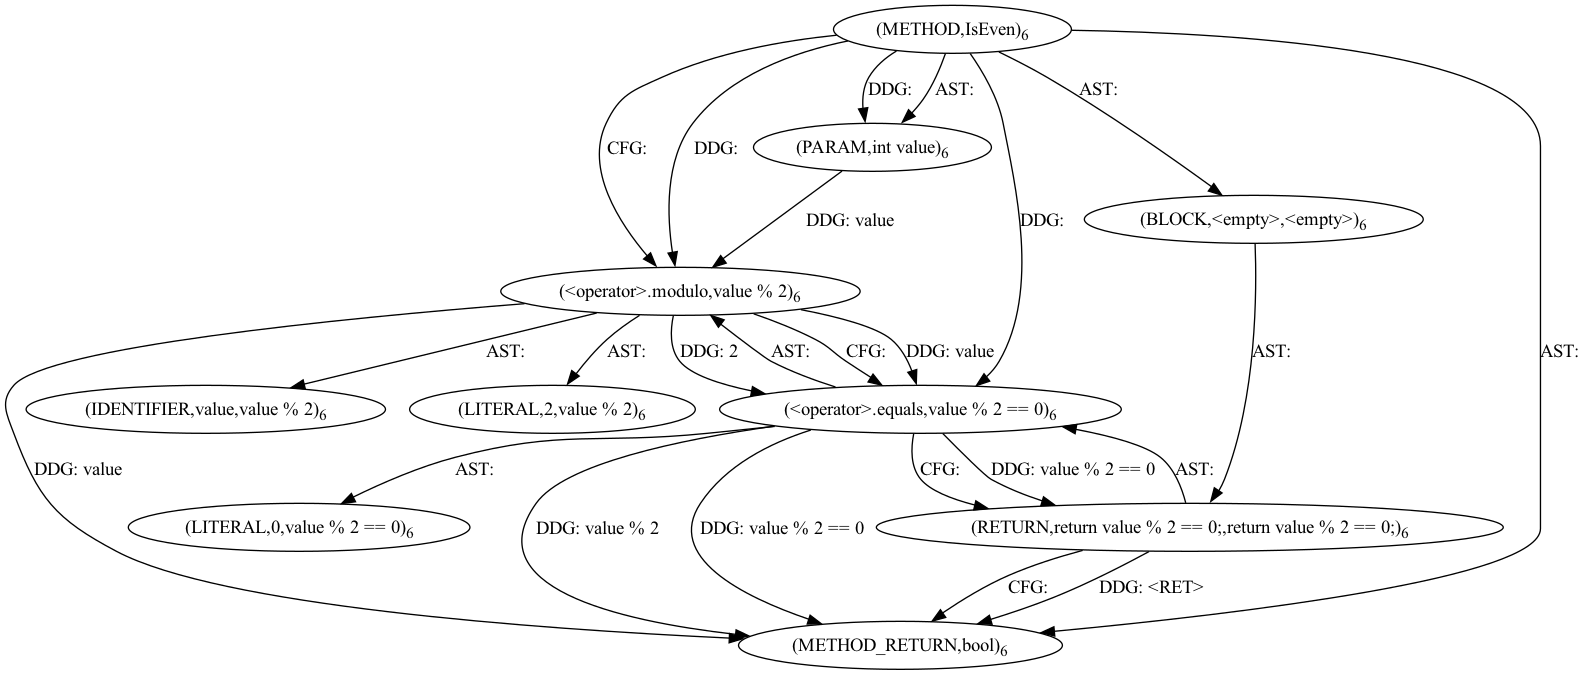 (METHOD,IsEven)6
DDG:
AST:
AST:
CFG:
DDG:
(PARAM,int value)6
DDG: value
DDG:
(BLOCK,<empty>,<empty>)6
(<operator>.modulo,value % 2)6
AST:
AST:
DDG: 2
AST:
CFG:
DDG: value
AST:
AST:
(IDENTIFIER,value,value % 2)6
(LITERAL,2,value % 2)6
(<operator>.equals,value % 2 == 0)6
DDG: value
AST:
CFG:
DDG: value % 2 == 0
AST:
(LITERAL,0,value % 2 == 0)6
DDG: value % 2
DDG: value % 2 == 0
(RETURN,return value % 2 == 0;,return value % 2 == 0;)6
CFG:
DDG: <RET>
(METHOD_RETURN,bool)6